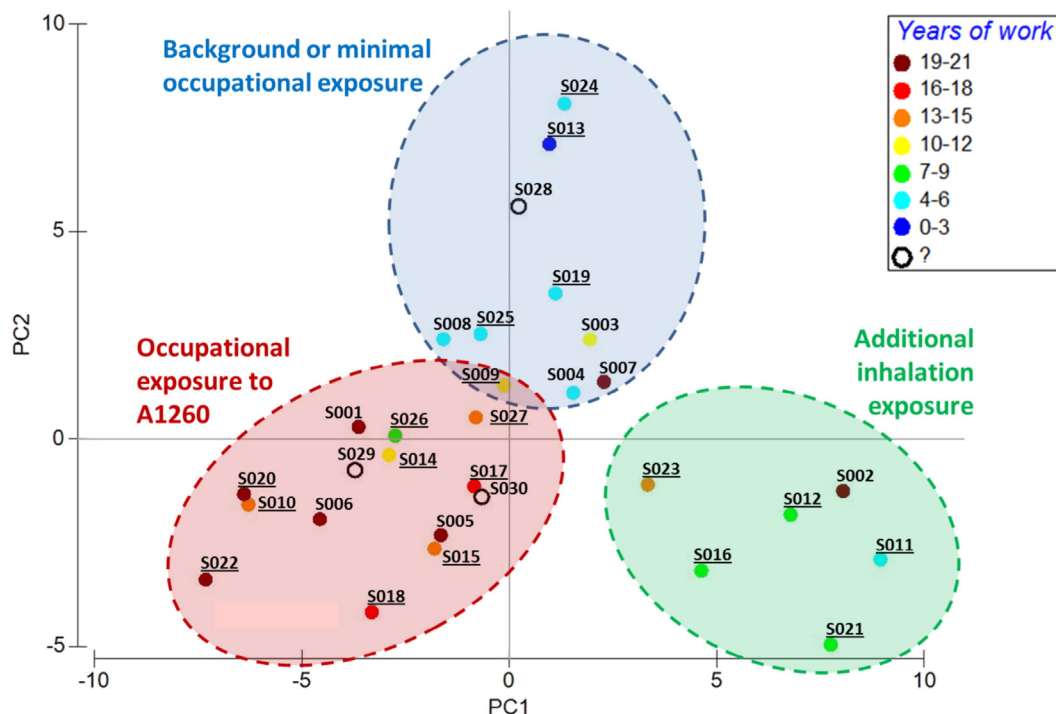 10
5
0
-5
PC2
-10
-5
0
5
10
PC1
Background or minimal
occupational exposure
Occupational
exposure to
A1260
Additional
inhalation
exposure
Years of work
19-21
16-18
13-15
10-12
7-9
4-6
0-3
?
S024
S013
S028
S019
S008
S025
S003
S009
S004
S007
S001
S026
S027
S029
S014
S017
S030
S020
S010
S006
S005
S015
S022
S018
S023
S002
S012
S016
S011
S021